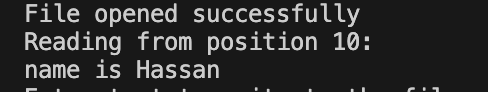 File opened successfully
Reading from position 10:
name is Hassan